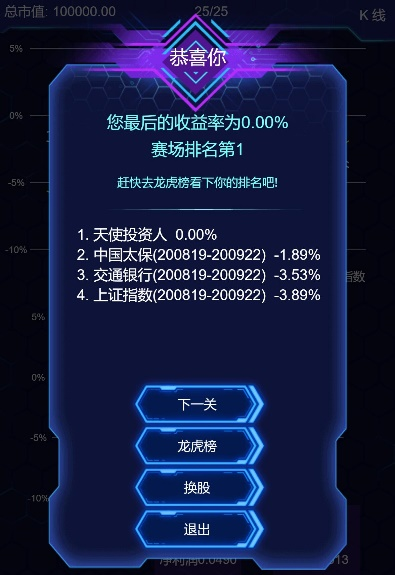 总市值: 100000.00
25/25
K 线
恭喜你
5%
0%
-5%
-10%
指数
5%
0%
-5%
-10%
您最后的收益率为0.00%
赛场排名第1
赶快去龙虎榜看下你的排名吧!
1. 天使投资人 0.00%
2. 中国太保(200819-200922) -1.89%
3. 交通银行(200819-200922) -3.53%
4. 上证指数(200819-200922) -3.89%
下一关
龙虎榜
换股
退出
净利润0.0490